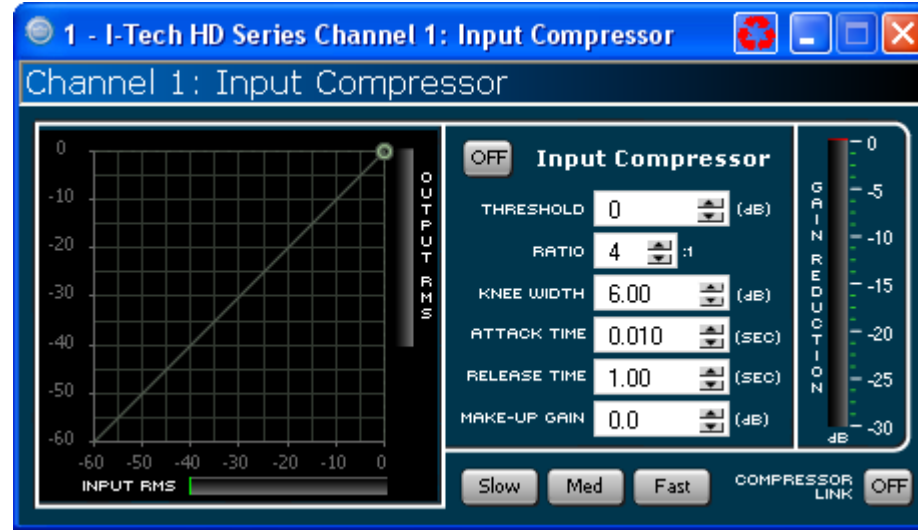 1 - I-Tech HD Series Channel 1: Input Compressor
Channel 1: Input Compressor
0
-10
-20
-30
-40
-50
-60
-60 -50 -40 -30 -20 -10 0
INPUT RMS
OUTPUT RMS
OFF Input Compressor
THRESHOLD 0 (dB)
RATIO 4 :1
KNEE WIDTH 6.00 (dB)
ATTACK TIME 0.010 (SEC)
RELEASE TIME 1.00 (SEC)
MAKE-UP GAIN 0.0 (dB)
Slow Med Fast
COMPRESSOR LINK OFF
GAIN REDUCTION
0
-5
-10
-15
-20
-25
-30
dB